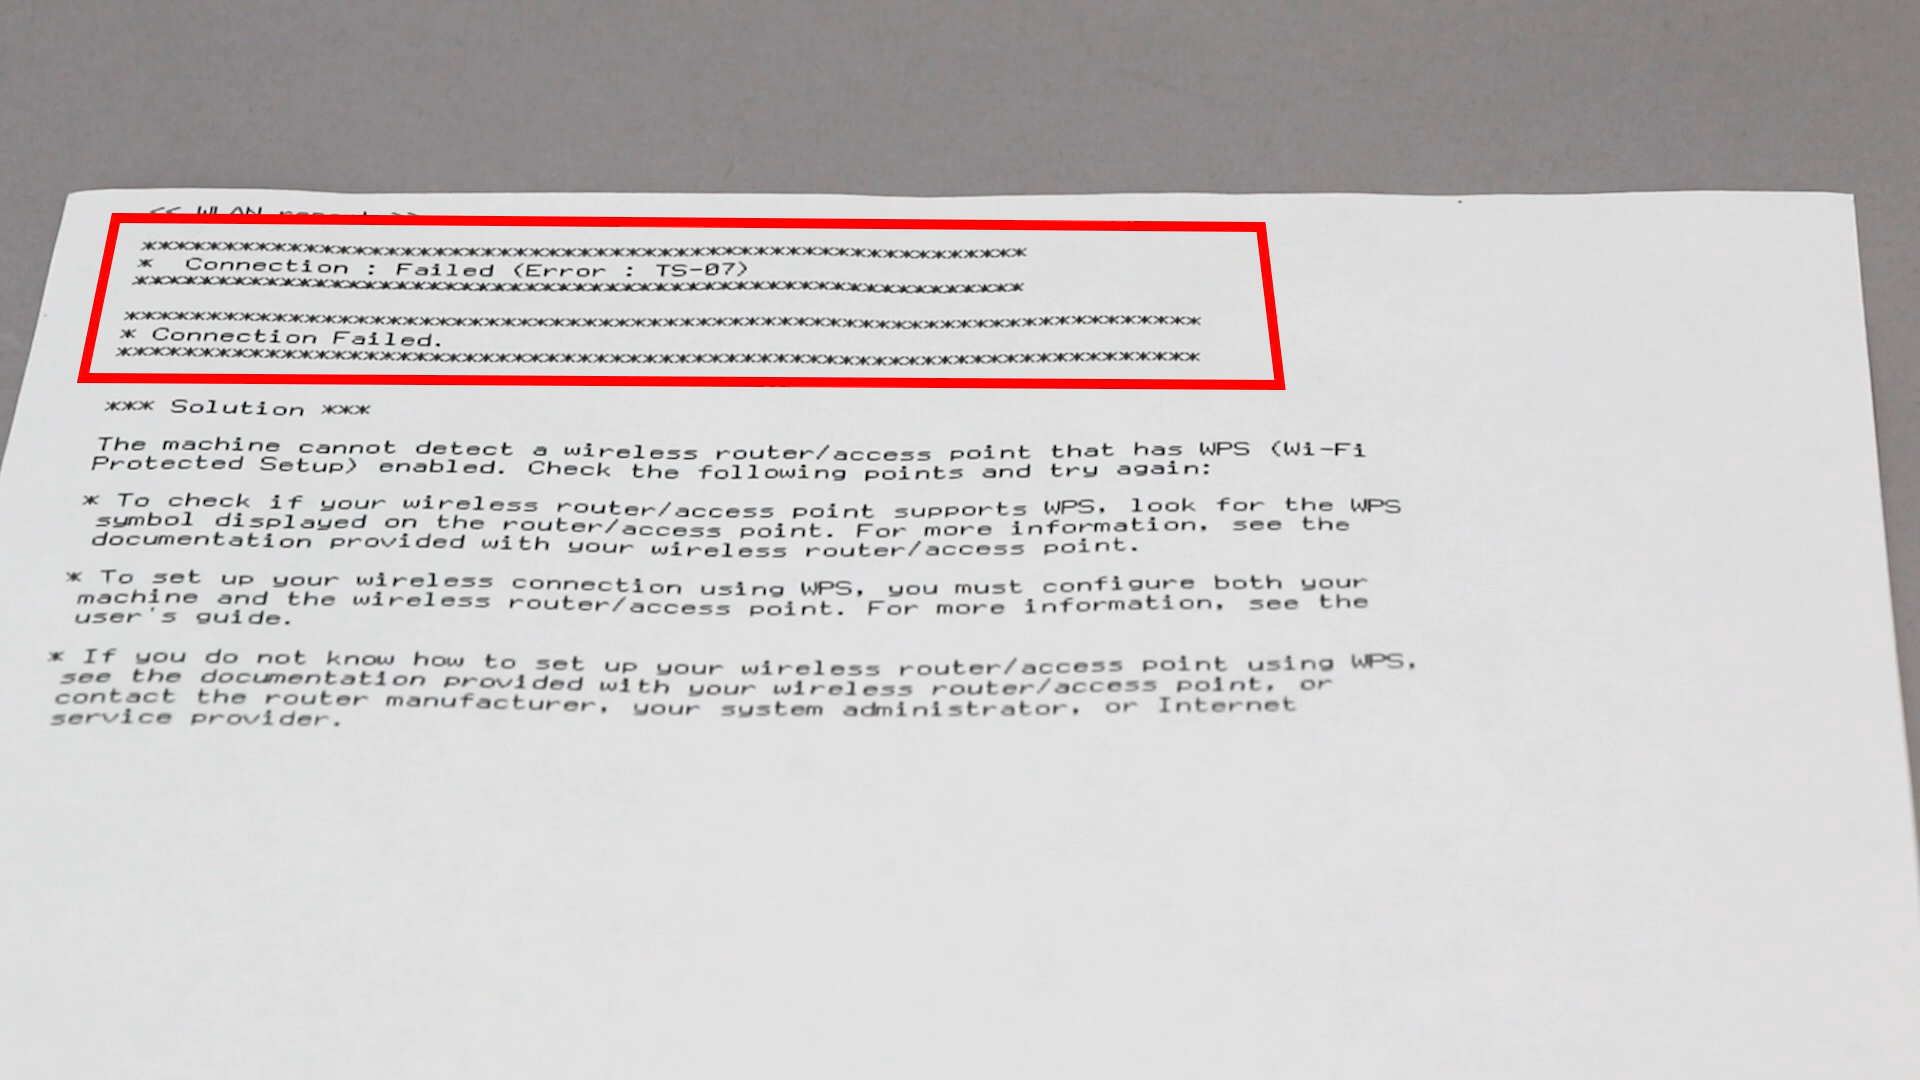 << WLAN report >>
******************************************************
*  Connection : Failed (Error : TS-07)
******************************************************
******************************************************************
* Connection Failed.
******************************************************************
*** Solution ***
The machine cannot detect a wireless router/access point that has WPS (Wi-Fi
Protected Setup) enabled. Check the following points and try again:
* To check if your wireless router/access point supports WPS, look for the WPS
symbol displayed on the router/access point. For more information, see the
documentation provided with your wireless router/access point.
* To set up your wireless connection using WPS, you must configure both your
machine and the wireless router/access point. For more information, see the
user's guide.
* If you do not know how to set up your wireless router/access point using WPS,
see the documentation provided with your wireless router/access point, or
contact the router manufacturer, your system administrator, or Internet
service provider.